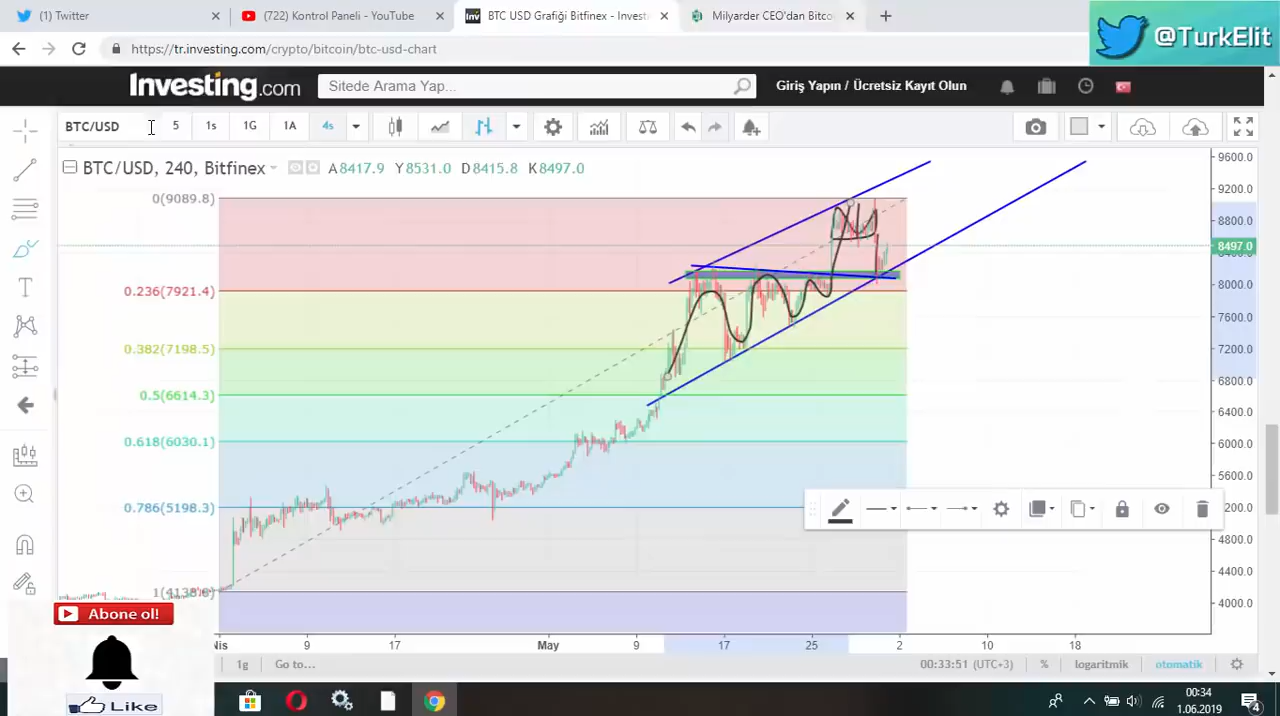 Twitter
(722) Kontrol Paneli - YouTube
BTC USD Grafiği Bitfinex - Invest
Milyarder CEO'dan Bitco
@TurkElit
https://tr.investing.com/crypto/bitcoin/btc-usd-chart
Investing.com
Sitede Arama Yap...
Giriş Yapın / Ücretsiz Kayıt Olun
BTC/USD
5
1s
1G
1A
4s
BTC/USD, 240, Bitfinex
A8417.9 Y8531.0 D8415.8 K8497.0
0(9089.8)
0.236(7921.4)
0.382(7198.5)
0.5(6614.3)
0.618(6030.1)
0.786(5198.3)
9600.0
9200.0
8800.0
8497.0
8000.0
7600.0
7200.0
6800.0
6400.0
6000.0
5600.0
5200.0
4800.0
4400.0
4000.0
Abone ol!
Like
Nis
9
17
May
9
17
25
2
10
18
1g
Go to...
00:33:51 (UTC+3)
%
logaritmik
otomatik
00:34
1.06.2019
4